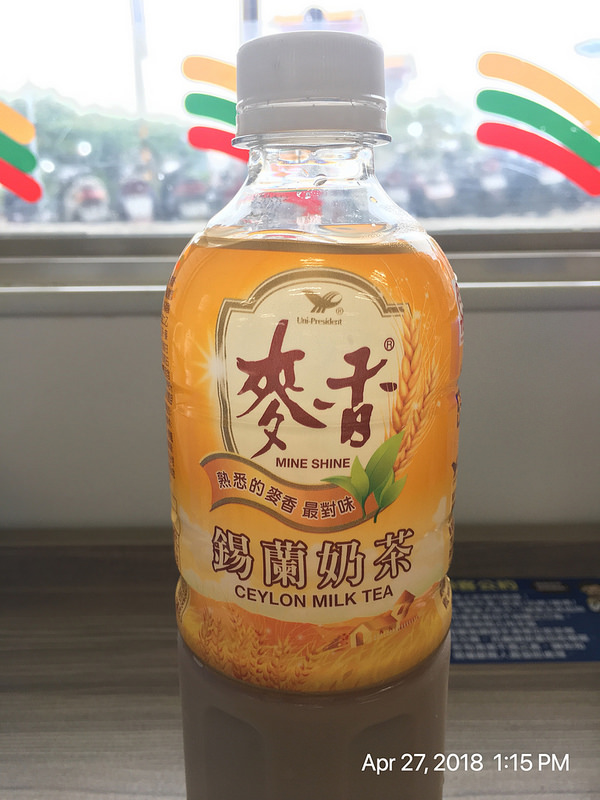 Uni-President®
麥香®
MINE SHINE
熟悉的麥香 最對味
錫蘭奶茶
CEYLON MILK TEA
Apr 27, 2018 1:15 PM